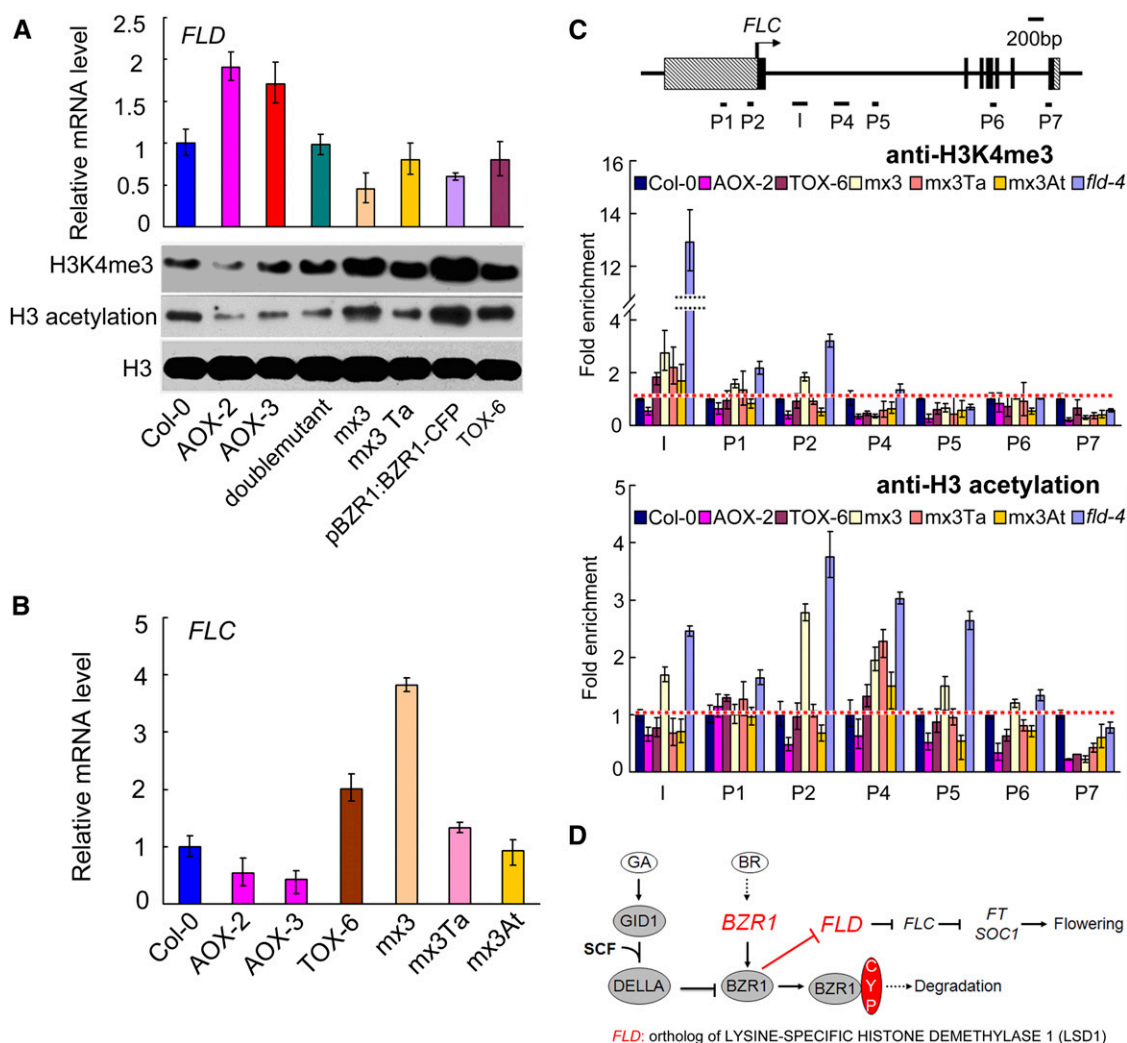 A
FLD
Relative mRNA level
2.5
2
1.5
1
0.5
0
H3K4me3
H3 acetylation
H3
Col-0
AOX-2
AOX-3
doublemutant
mx3
mx3 Ta
pBZR1:BZR1-CFP
TOX-6
B
FLC
Relative mRNA level
5
4
3
2
1
0
Col-0
AOX-2
AOX-3
TOX-6
mx3
mx3Ta
mx3At
C
FLC
200bp
P1 P2 I P4 P5 P6 P7
anti-H3K4me3
Col-0 AOX-2 TOX-6 mx3 mx3Ta mx3At fld-4
Fold enrichment
16
14
12
4
2
0
I P1 P2 P4 P5 P6 P7
anti-H3 acetylation
Col-0 AOX-2 TOX-6 mx3 mx3Ta mx3At fld-4
Fold enrichment
5
4
3
2
1
0
I P1 P2 P4 P5 P6 P7
D
GA BR
GID1 BZR1 FLD FLC FT
SOC1 Flowering
SCF
DELLA BZR1 BZR1 CYP Degradation
FLD: ortholog of LYSINE-SPECIFIC HISTONE DEMETHYLASE 1 (LSD1)